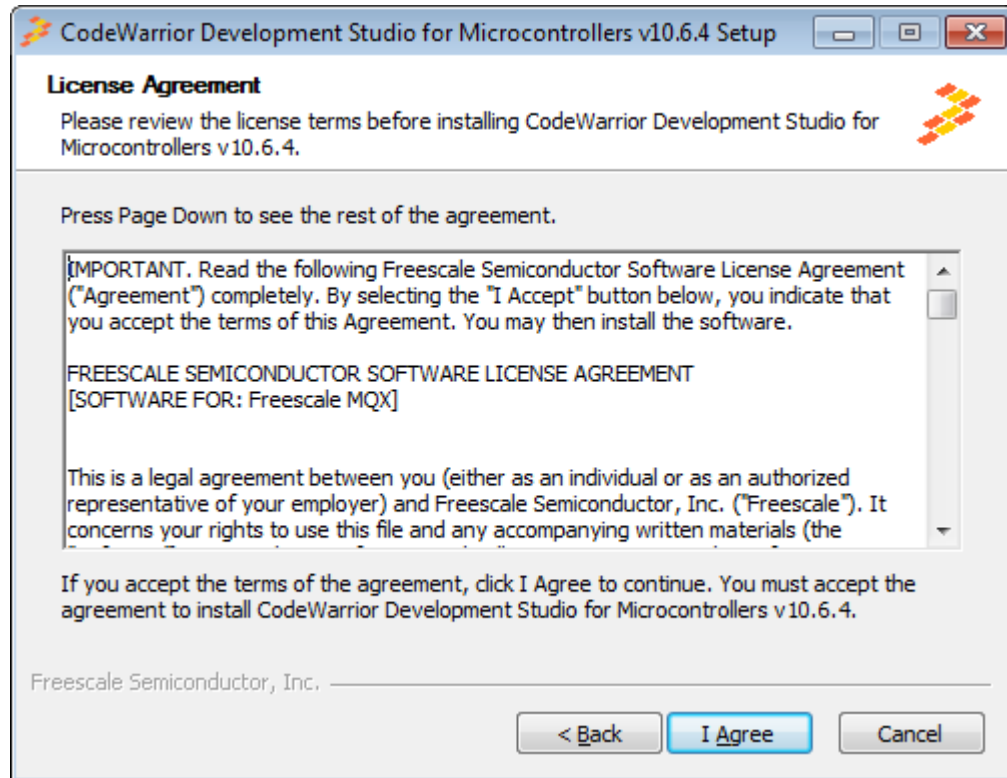 CodeWarrior Development Studio for Microcontrollers v10.6.4 Setup
License Agreement
Please review the license terms before installing CodeWarrior Development Studio for
Microcontrollers v10.6.4.
Press Page Down to see the rest of the agreement.
IMPORTANT. Read the following Freescale Semiconductor Software License Agreement
("Agreement") completely. By selecting the "I Accept" button below, you indicate that
you accept the terms of this Agreement. You may then install the software.
FREESCALE SEMICONDUCTOR SOFTWARE LICENSE AGREEMENT
[SOFTWARE FOR: Freescale MQX]
This is a legal agreement between you (either as an individual or as an authorized
representative of your employer) and Freescale Semiconductor, Inc. ("Freescale"). It
concerns your rights to use this file and any accompanying written materials (the
If you accept the terms of the agreement, click I Agree to continue. You must accept the
agreement to install CodeWarrior Development Studio for Microcontrollers v10.6.4.
Freescale Semiconductor, Inc.
< Back
I Agree
Cancel